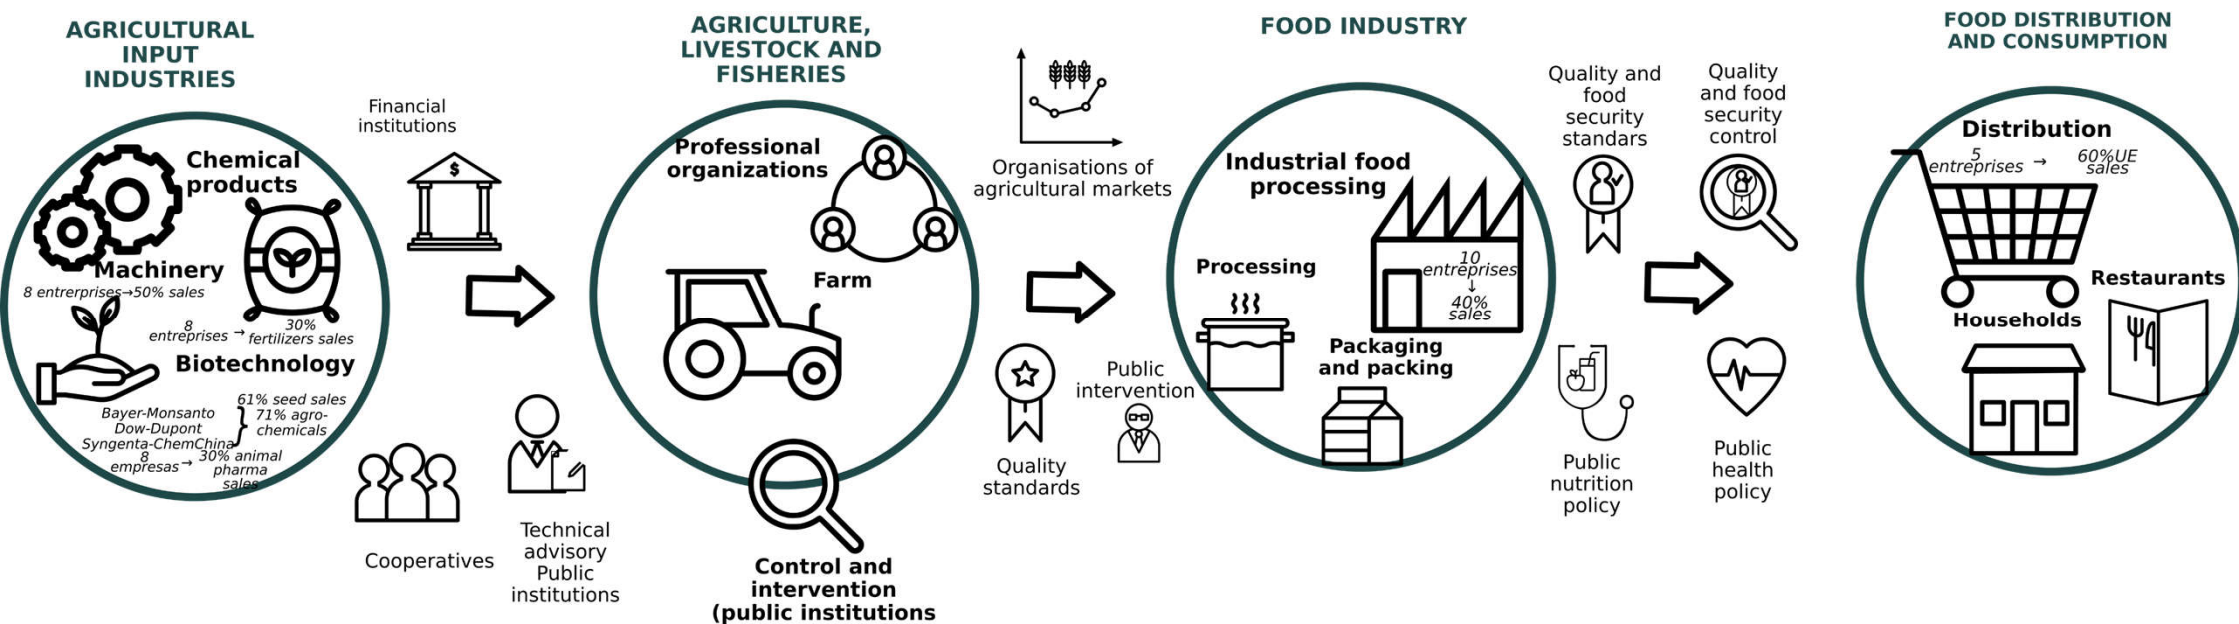 AGRICULTURAL
INPUT
INDUSTRIES
Chemical
products
Machinery
8 entrerprises→50% sales
8
entreprises → 30%
fertilizers sales
Biotechnology
61% seed sales
71% agro-
chemicals
Bayer-Monsanto
Dow-Dupont
Syngenta-ChemChina
8
empresas→ 30% animal
pharma
sales
Financial
institutions
$
Cooperatives
Technical
advisory
Public
institutions
AGRICULTURE,
LIVESTOCK AND
FISHERIES
Professional
organizations
Farm
Control and
intervention
(public institutions
Organisations of
agricultural markets
Quality
standards
Public
intervention
FOOD INDUSTRY
Industrial food
processing
10
entreprises
↓
40%
sales
Processing
Packaging
and packing
Quality and
food
security
standars
Quality
and food
security
control
Public
nutrition
policy
Public
health
policy
FOOD DISTRIBUTION
AND CONSUMPTION
Distribution
5
entreprises → 60%UE
sales
Restaurants
Households